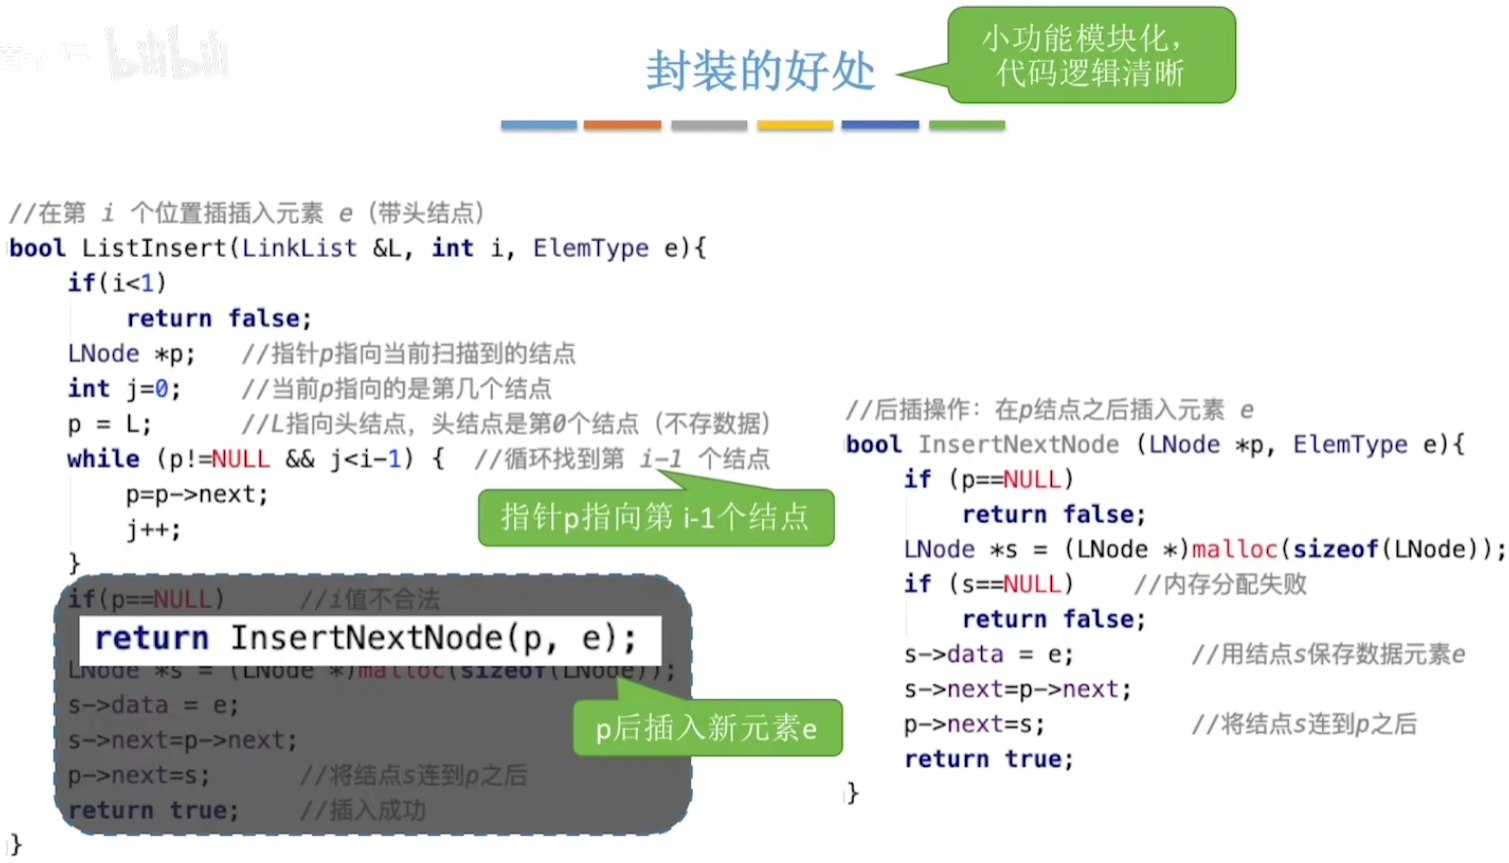 bilibili
封装的好处
小功能模块化，
代码逻辑清晰
//在第 i 个位置插插入元素 e（带头结点）
bool ListInsert(LinkList &L, int i, ElemType e){
if(i<1)
return false;
LNode *p; //指针p指向当前扫描到的结点
int j=0; //当前p指向的是第几个结点
p = L; //L指向头结点，头结点是第0个结点（不存数据）
while (p!=NULL && j<i-1) { //循环找到第 i-1 个结点
p=p->next;
j++;
}
指针p指向第 i-1个结点
if(p==NULL) //i值不合法
return InsertNextNode(p, e);
LNode *s = (LNode *)malloc(sizeof(LNode));
s->data = e;
s->next=p->next;
p->next=s; //将结点s连到p之后
return true; //插入成功
}
p后插入新元素e
//后插操作：在p结点之后插入元素 e
bool InsertNextNode (LNode *p, ElemType e){
if (p==NULL)
return false;
LNode *s = (LNode *)malloc(sizeof(LNode));
if (s==NULL) //内存分配失败
return false;
s->data = e; //用结点s保存数据元素e
s->next=p->next;
p->next=s; //将结点s连到p之后
return true;
}